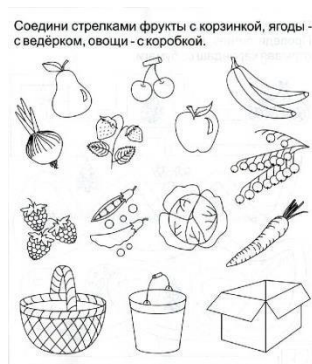 Соедини стрелками фрукты с корзинкой, ягоды -
с ведёрком, овощи - с коробкой.